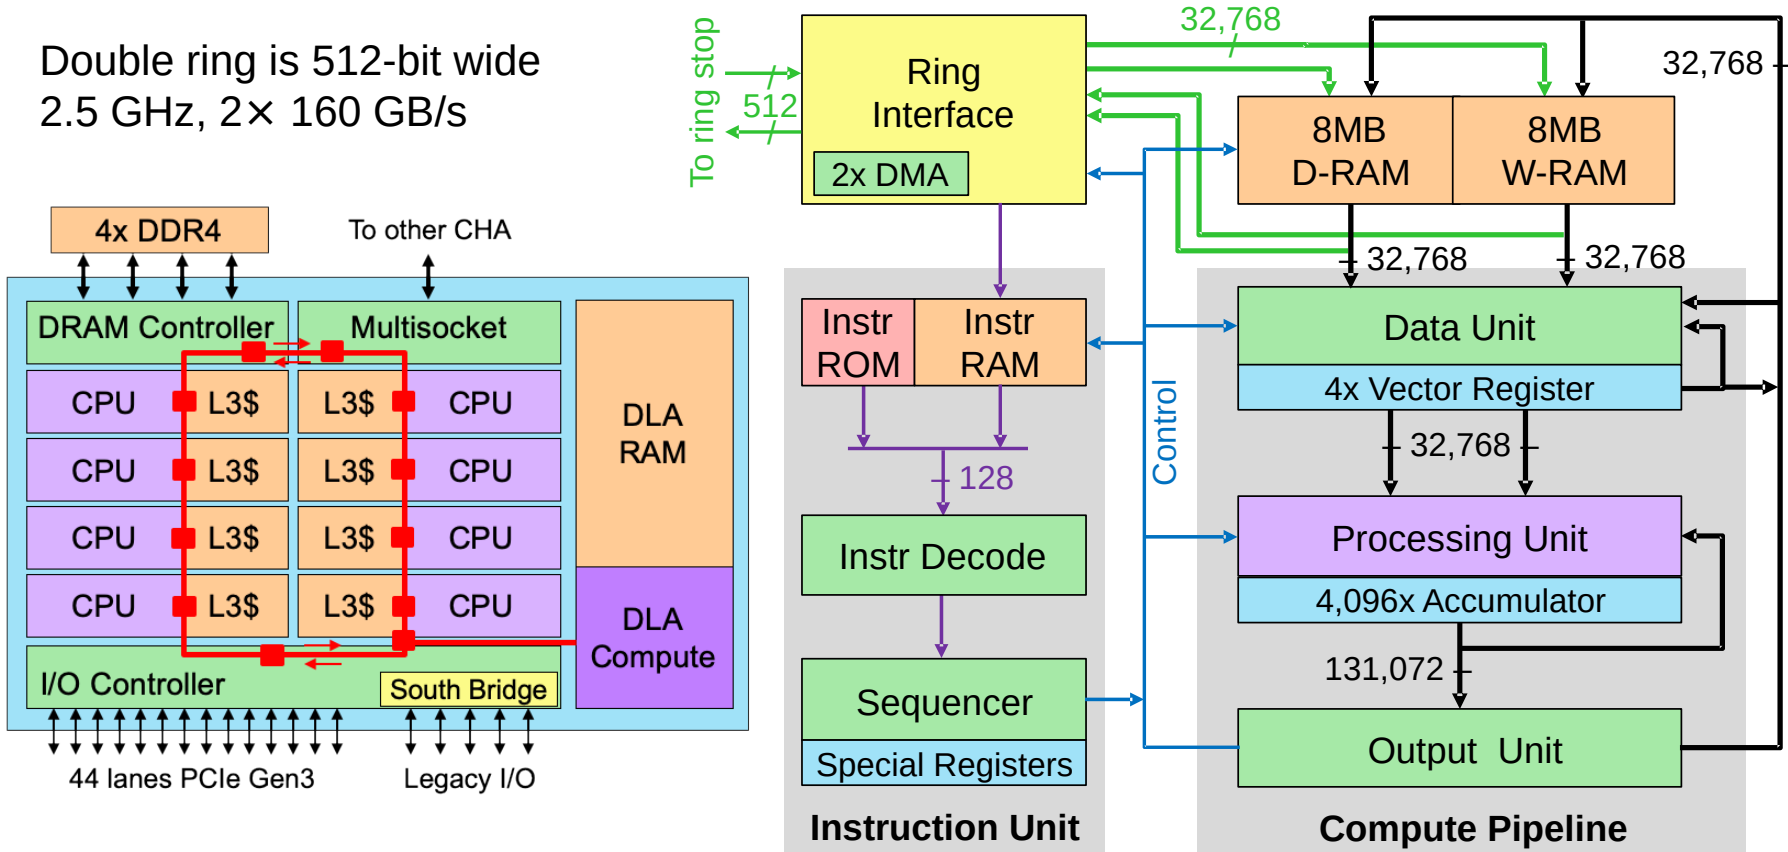 Double ring is 512-bit wide
2.5 GHz, 2× 160 GB/s
4x DDR4
To other CHA
DRAM Controller
Multisocket
CPU
L3$
L3$
CPU
CPU
L3$
L3$
CPU
CPU
L3$
L3$
CPU
CPU
L3$
L3$
CPU
DLA
RAM
DLA
Compute
I/O Controller
South Bridge
44 lanes PCIe Gen3
Legacy I/O
To ring stop
512
Ring
Interface
2x DMA
32,768
32,768
8MB
D-RAM
8MB
W-RAM
32,768
32,768
Instr
ROM
Instr
RAM
128
Instr Decode
Sequencer
Special Registers
Instruction Unit
Control
Data Unit
4x Vector Register
32,768
Processing Unit
4,096x Accumulator
131,072
Output Unit
Compute Pipeline